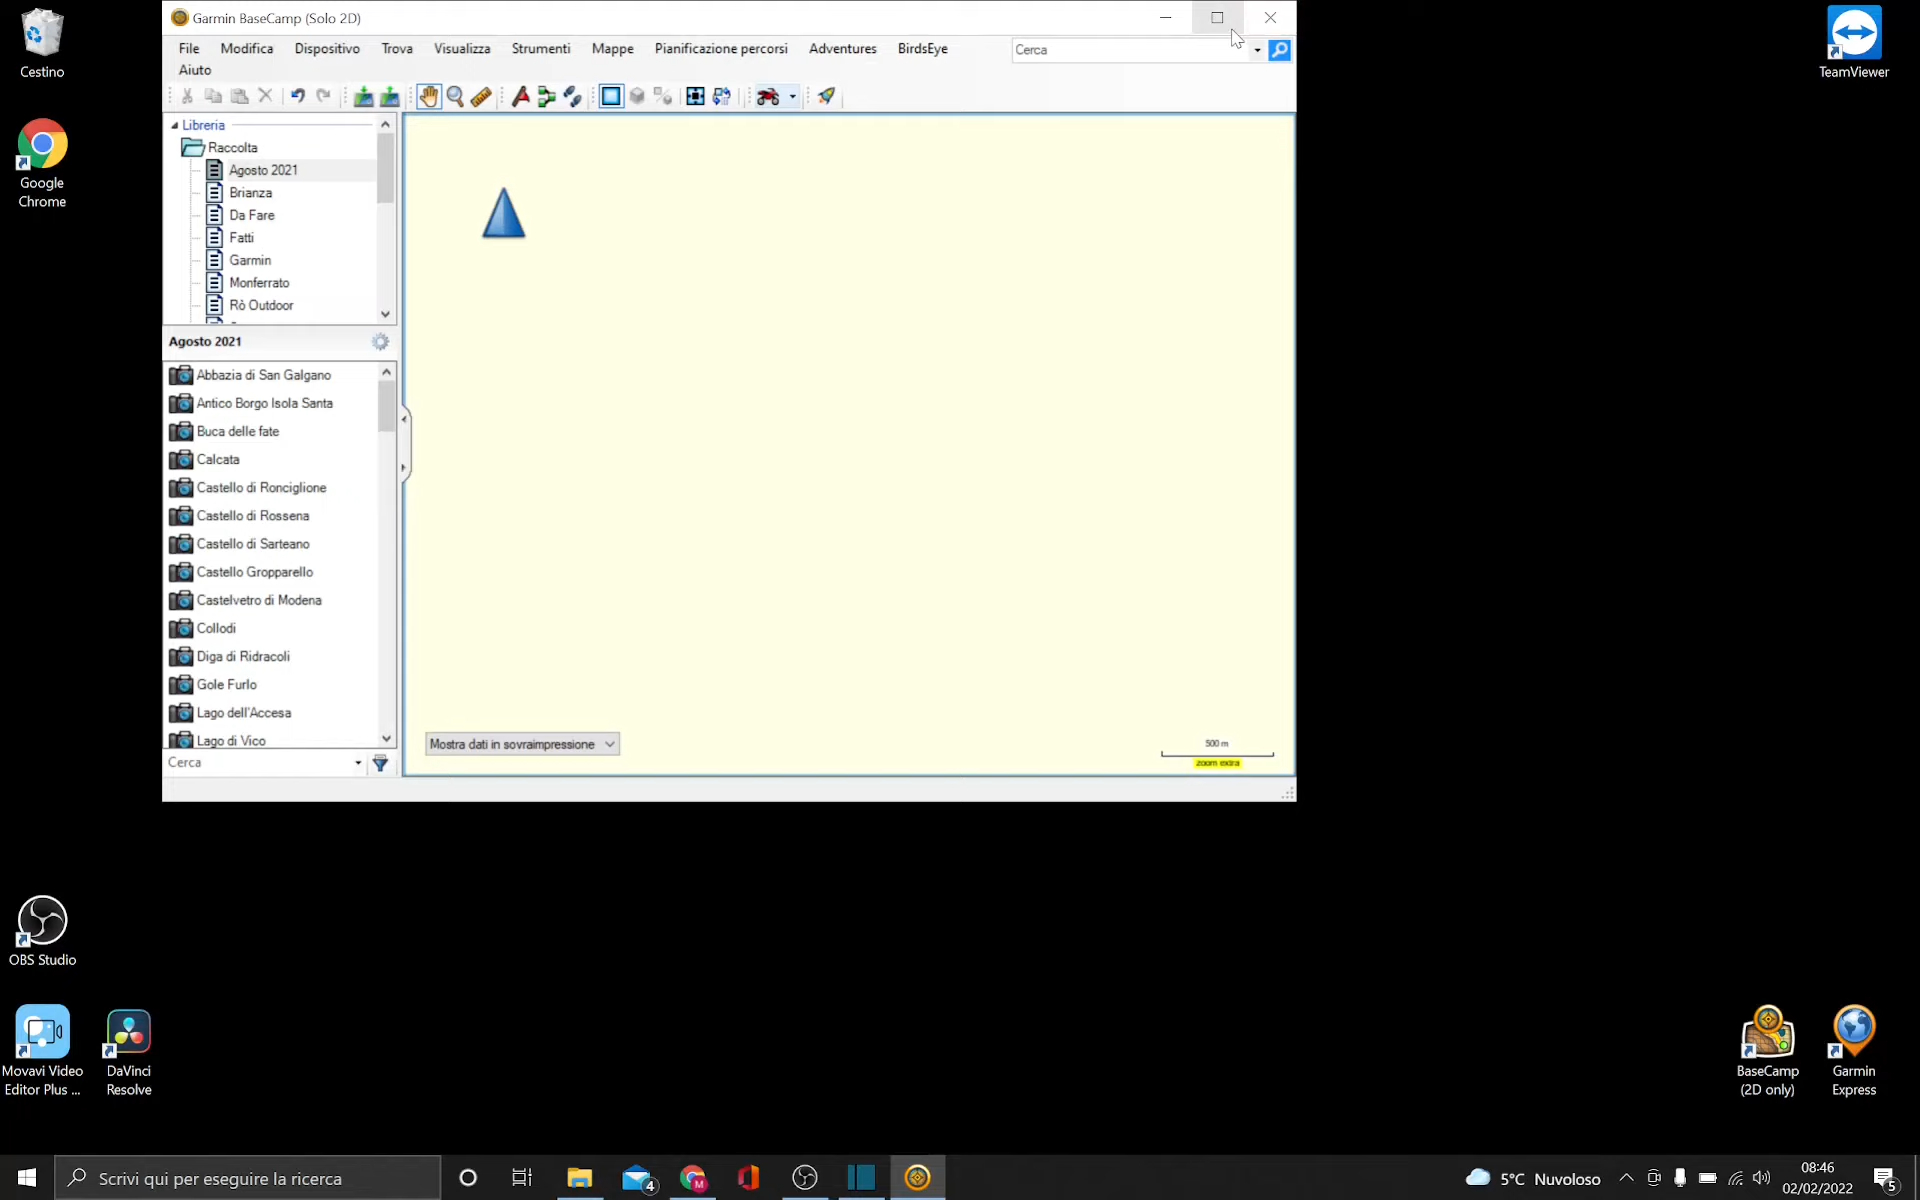 Garmin BaseCamp (Solo 2D)
File Modifica Dispositivo Trova Visualizza Strumenti Mappe Pianificazione percorsi Adventures BirdsEye
Aiuto
Cerca
Libreria
Raccolta
Agosto 2021
Brianza
Da Fare
Fatti
Garmin
Monferrato
Rò Outdoor
Agosto 2021
Abbazia di San Galgano
Antico Borgo Isola Santa
Buca delle fate
Calcata
Castello di Ronciglione
Castello di Rossena
Castello di Sarteano
Castello Gropparello
Castelvetro di Modena
Collodi
Diga di Ridracoli
Gole Furlo
Lago dell'Accesa
Lago di Vico
Cerca
Mostra dati in sovraimpressione
500 m
zoom extra
Cestino
Google
Chrome
TeamViewer
OBS Studio
Movavi Video
Editor Plus ...
DaVinci
Resolve
BaseCamp
(2D only)
Garmin
Express
Scrivi qui per eseguire la ricerca
4
M
5°C Nuvoloso
08:46
02/02/2022
5